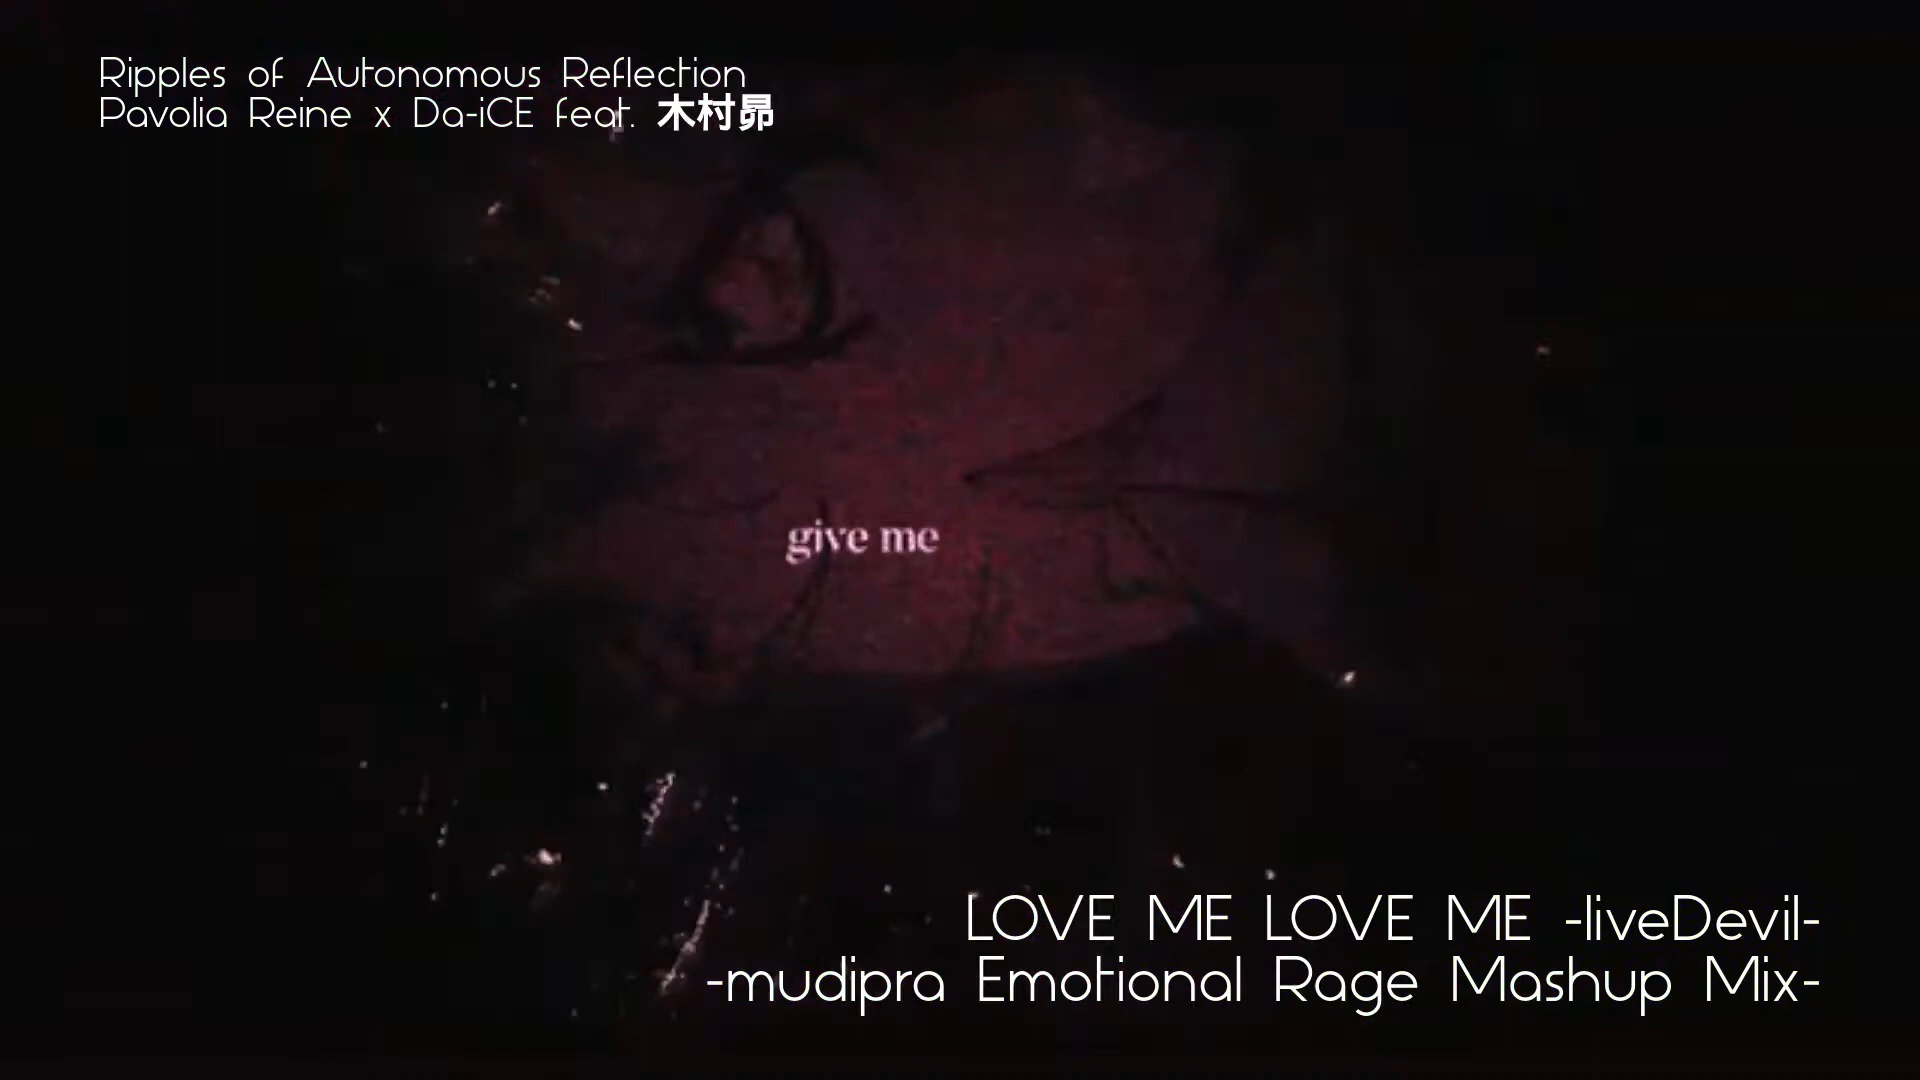 Ripples of Autonomous Reflection
Pavolia Reine x Da-iCE feat. 木村昴
give me
LOVE ME LOVE ME -liveDevil-
-mudipra Emotional Rage Mashup Mix-